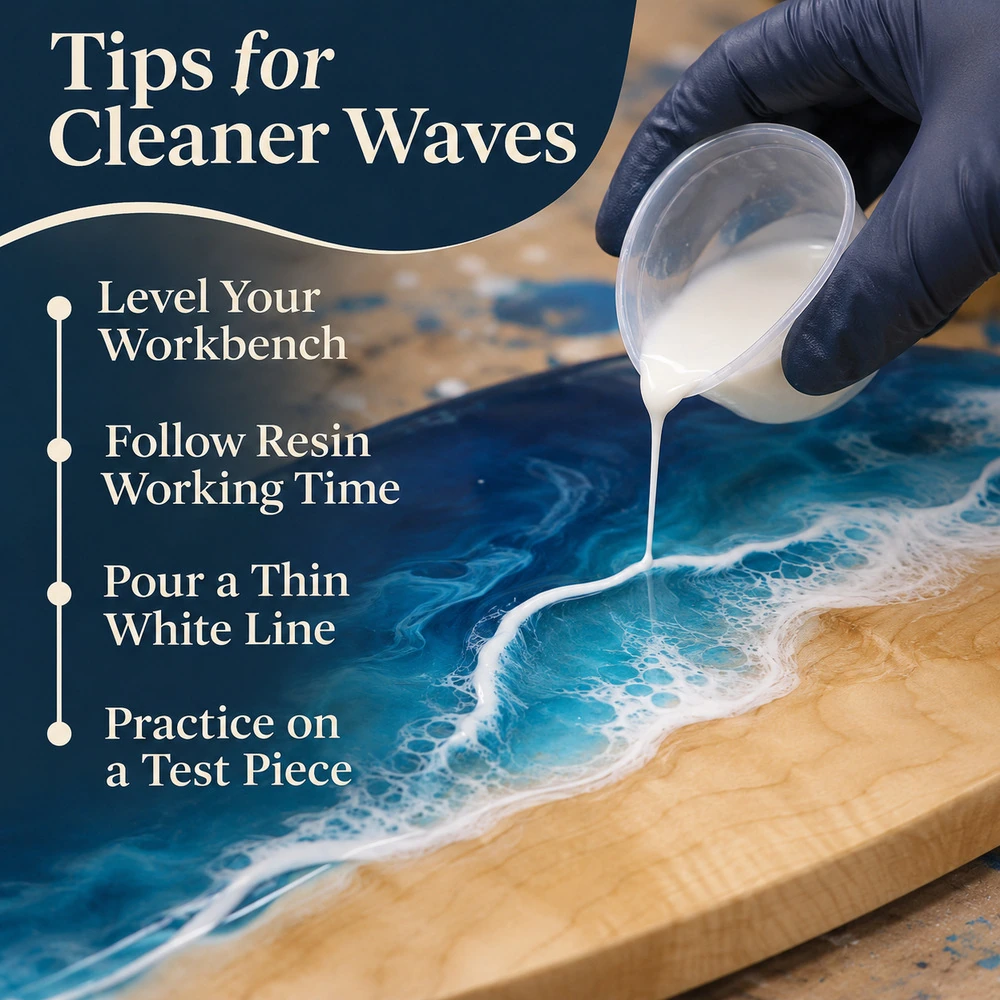 Tips for
Cleaner Waves
Level Your
Workbench
Follow Resin
Working Time
Pour a Thin
White Line
Practice on
a Test Piece